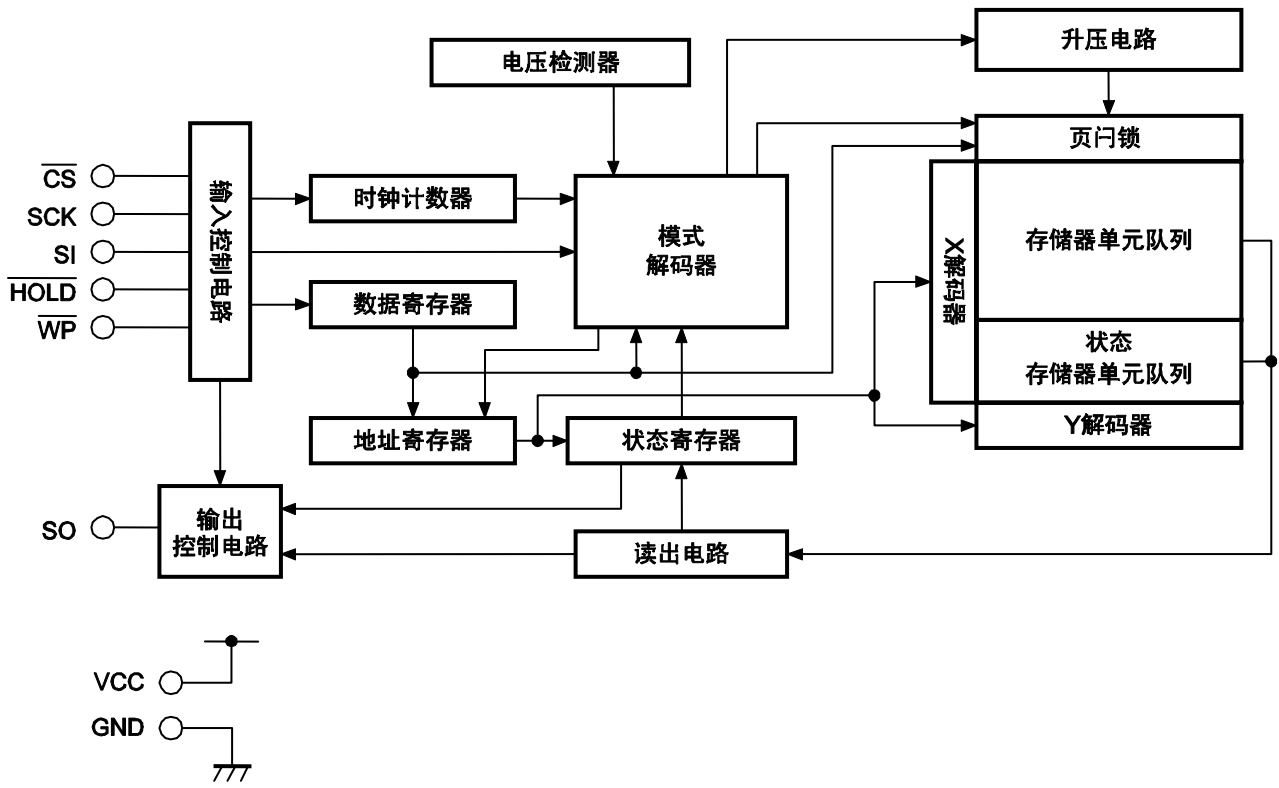 升压电路
电压检测器
页闩锁
CS
SCK
SI
HOLD
WP
输入控制电路
时钟计数器
数据寄存器
模式
解码器
X解码器
存储器单元队列
状态
存储器单元队列
Y解码器
地址寄存器
状态寄存器
SO
输出
控制电路
读出电路
VCC
GND